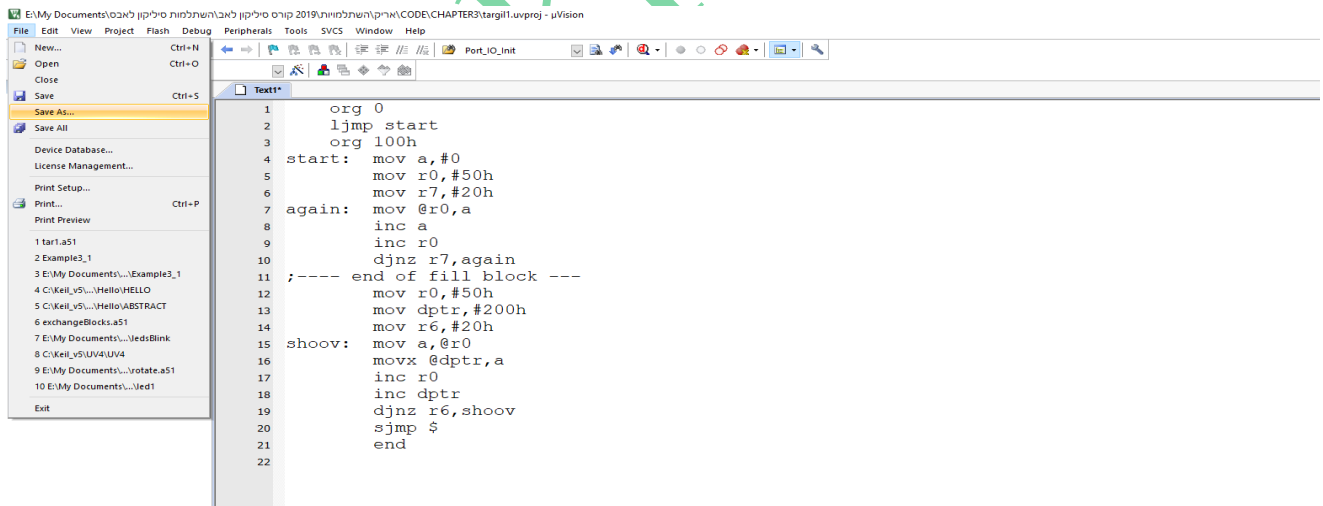 E:\My Documents\השתלמות סיליקון לאבס\השתלמויות\2019 קורס סיליקון לאב\אריק\CODE\CHAPTER3\targil1.uvproj - µVision
File Edit View Project Flash Debug Peripherals Tools SVCS Window Help
New... Ctrl+N
Open Ctrl+O
Close
Save Ctrl+S
Save As...
Save All
Device Database...
License Management...
Print Setup...
Print... Ctrl+P
Print Preview
1 tar1.a51
2 Example3_1
3 E:\My Documents\...\Example3_1
4 C:\Keil_v5\...\Hello\HELLO
5 C:\Keil_v5\...\Hello\ABSTRACT
6 exchangeBlocks.a51
7 E:\My Documents\...\ledsBlink
8 C:\Keil_v5\UV4\UV4
9 E:\My Documents\...\rotate.a51
10 E:\My Documents\...\led1
Exit
Port_IO_Init
Text1*
1 org 0
2 ljmp start
3 org 100h
4 start: mov a,#0
5 mov r0,#50h
6 mov r7,#20h
7 again: mov @r0,a
8 inc a
9 inc r0
10 djnz r7,again
11 ;---- end of fill block ---
12 mov r0,#50h
13 mov dptr,#200h
14 mov r6,#20h
15 shoov: mov a,@r0
16 movx @dptr,a
17 inc r0
18 inc dptr
19 djnz r6,shoov
20 sjmp $
21 end
22